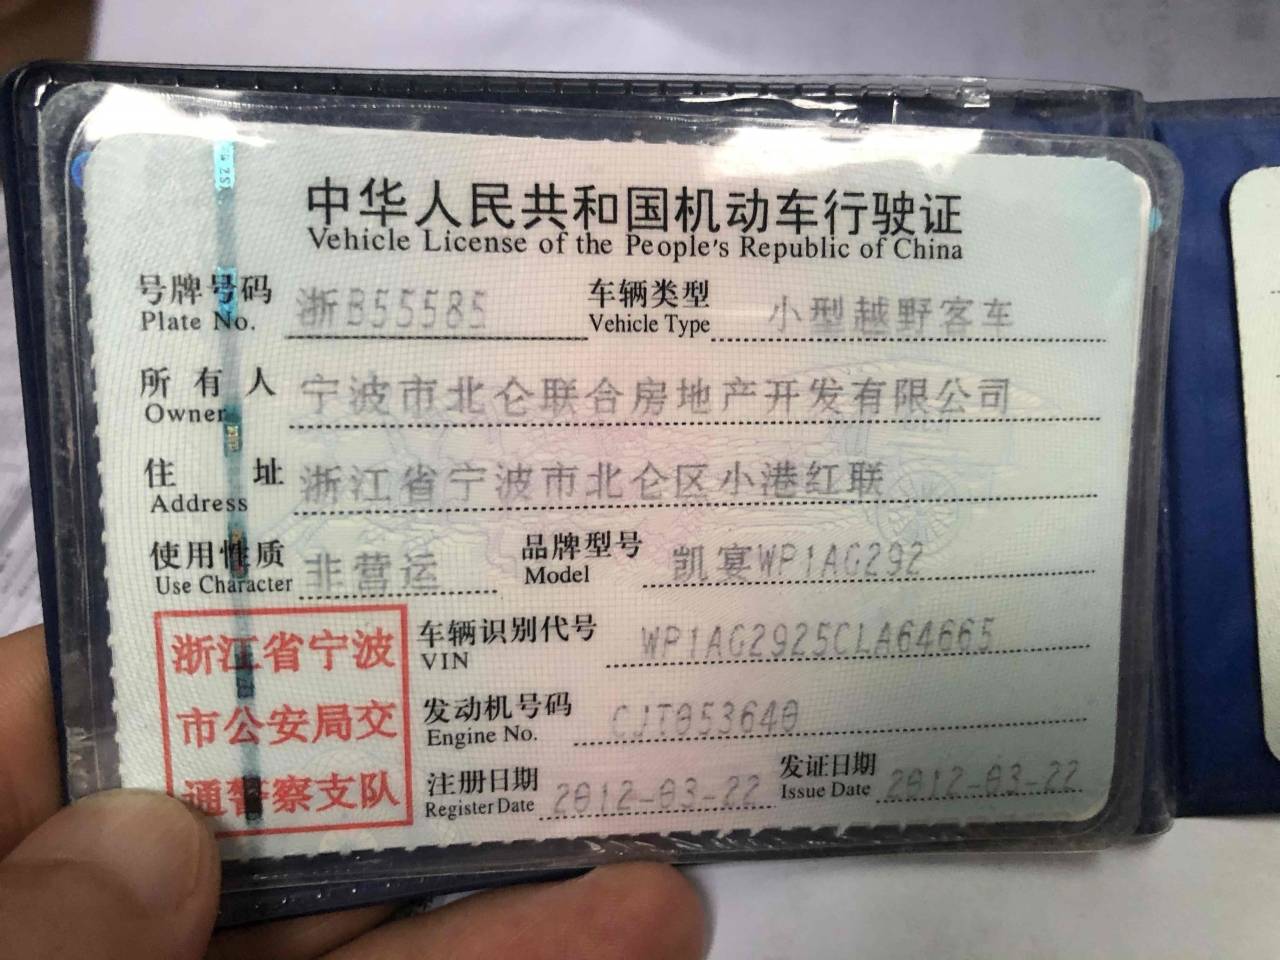 中华人民共和国机动车行驶证
Vehicle License of the People's Republic of China
号牌号码 浙B55585 车辆类型 小型越野客车
Plate No. Vehicle Type
所有人 宁波市北仑联合房地产开发有限公司
Owner
住址 浙江省宁波市北仑区小港红联
Address
使用性质 非营运 品牌型号 凯宴WP1AG292
Use Character Model
浙江省宁波
市公安局交
通警察支队
车辆识别代号 WP1AG2925CLA64665
VIN
发动机号码 CJT053640
Engine No.
注册日期 2012-03-22 发证日期 2012-03-22
Register Date Issue Date